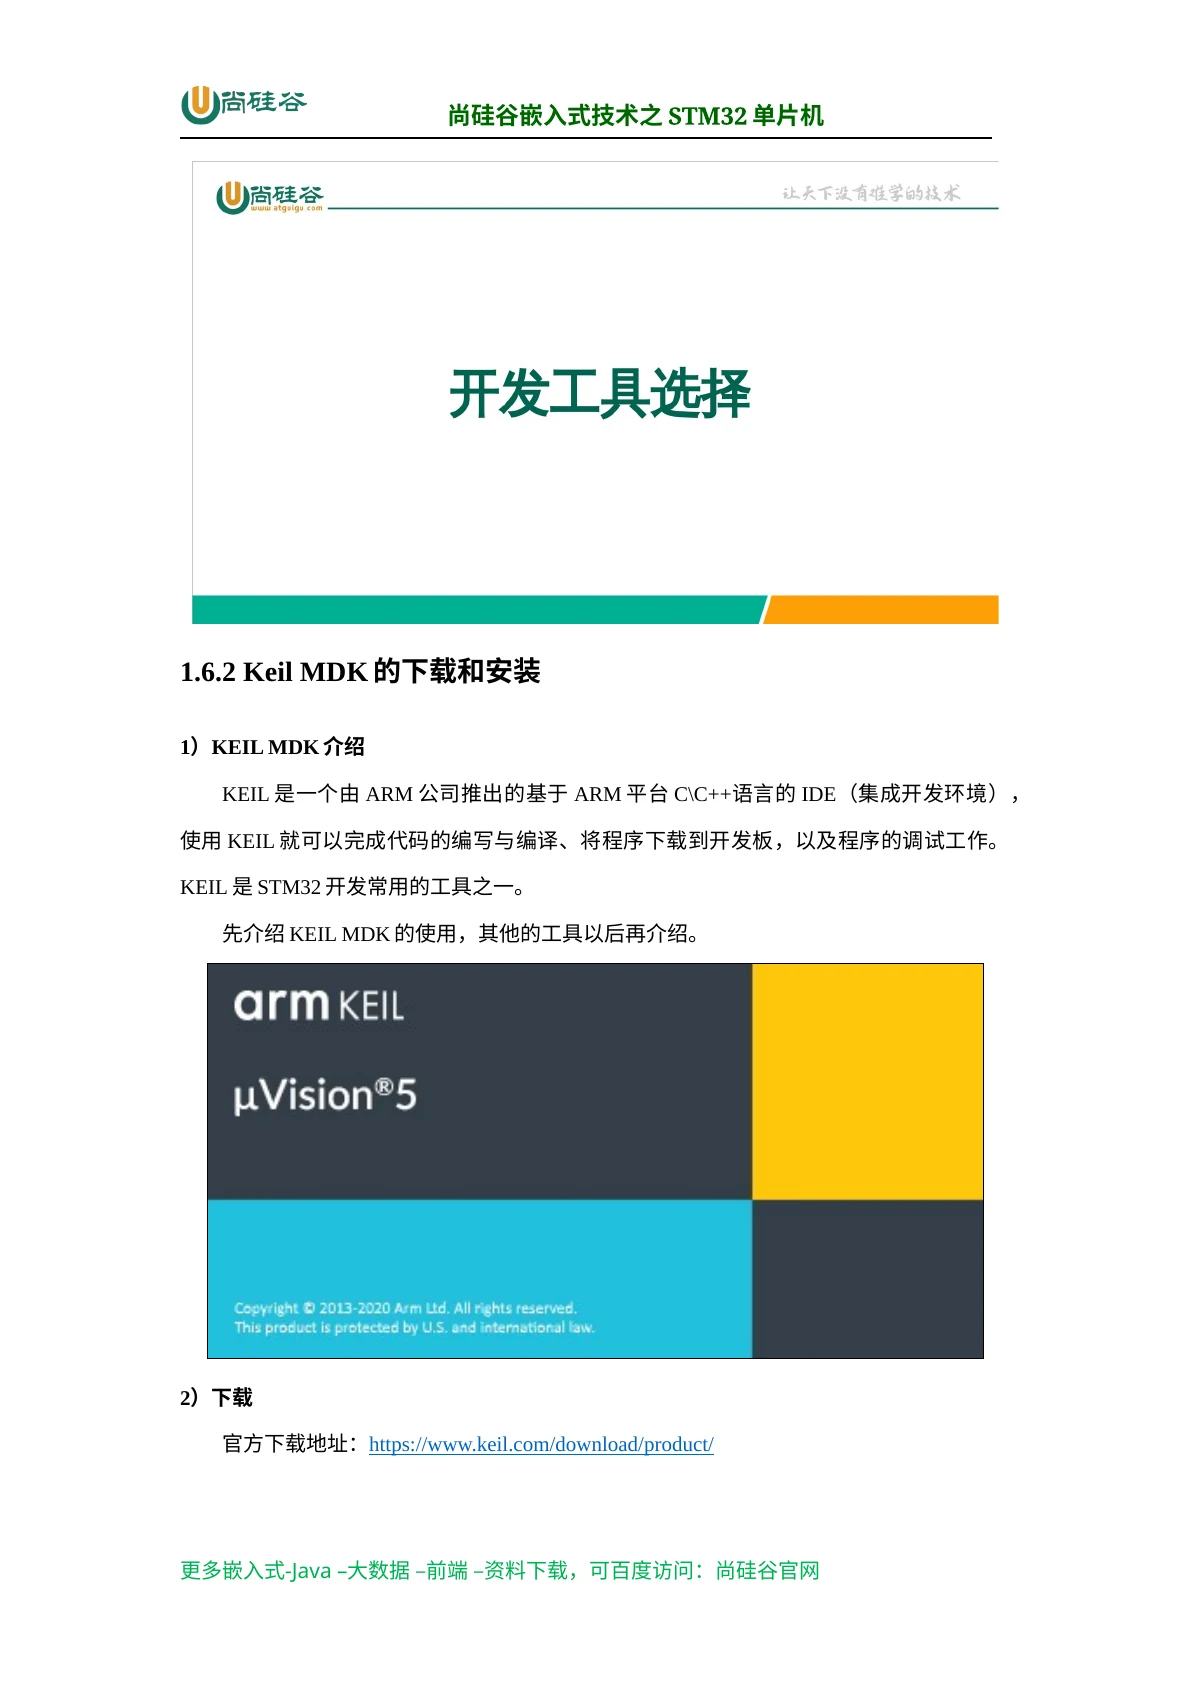 尚硅谷
尚硅谷嵌入式技术之 STM32 单片机
尚硅谷
www.atguigu.com
让天下没有难学的技术
开发工具选择
1.6.2 Keil MDK 的下载和安装
1）KEIL MDK 介绍
KEIL 是一个由 ARM 公司推出的基于 ARM 平台 C\C++语言的 IDE（集成开发环境），
使用 KEIL 就可以完成代码的编写与编译、将程序下载到开发板，以及程序的调试工作。
KEIL 是 STM32 开发常用的工具之一。
先介绍 KEIL MDK 的使用，其他的工具以后再介绍。
arm KEIL
µVision®5
Copyright © 2013-2020 Arm Ltd. All rights reserved.
This product is protected by U.S. and international law.
2）下载
官方下载地址：https://www.keil.com/download/product/
更多嵌入式-Java –大数据 –前端 –资料下载，可百度访问：尚硅谷官网